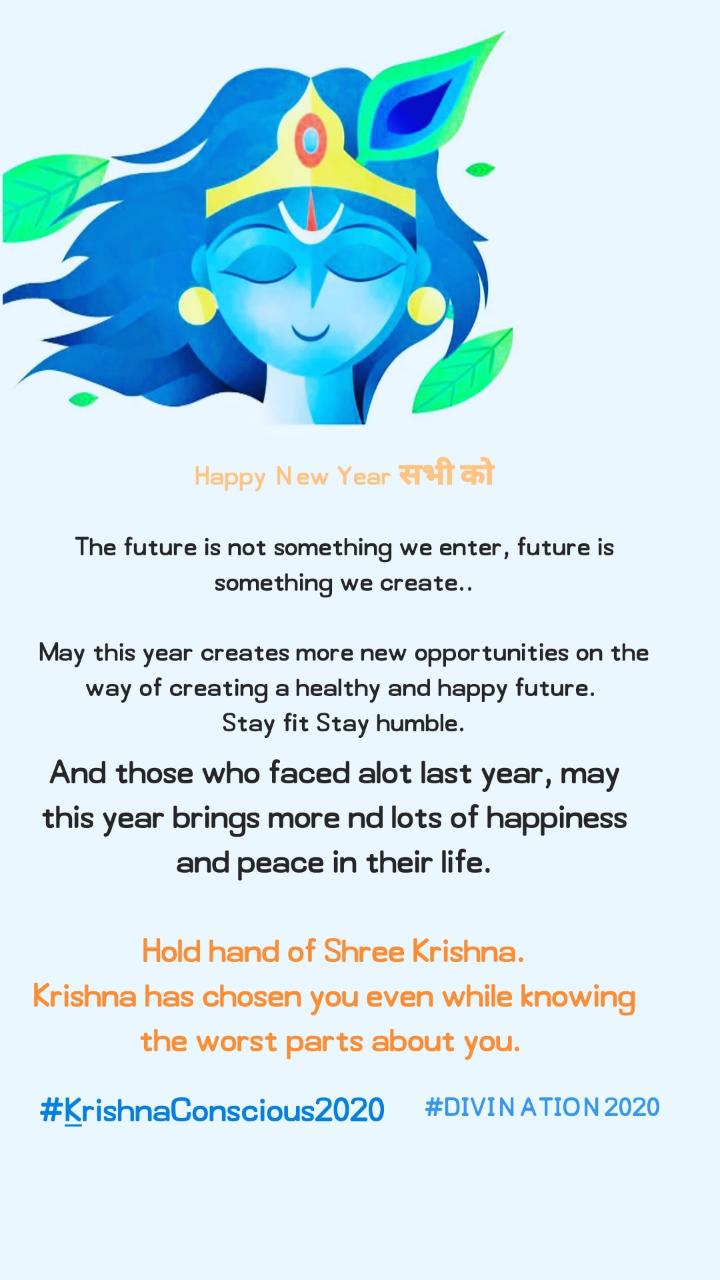 Happy New Year सभी को
The future is not something we enter, future is
something we create..
May this year creates more new opportunities on the
way of creating a healthy and happy future.
Stay fit Stay humble.
And those who faced alot last year, may
this year brings more nd lots of happiness
and peace in their life.
Hold hand of Shree Krishna.
Krishna has chosen you even while knowing
the worst parts about you.
#KrishnaConscious2020 #DIVINATION2020